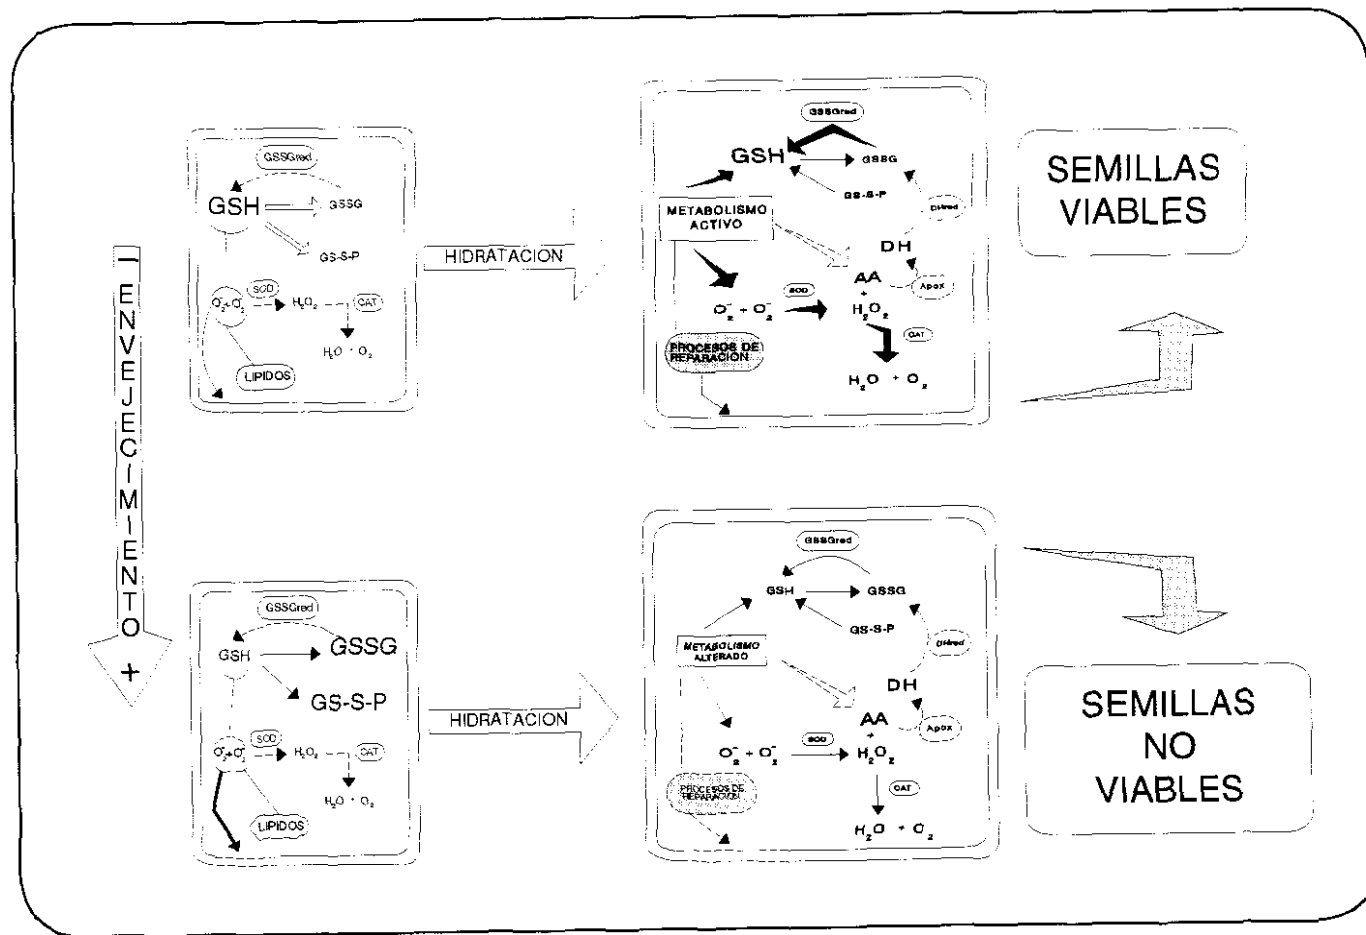 − ENVEJECIMIENTO +
GSSGred
GSH
GSSG
GS-S-P
O₂⁻+O₂⁻
SOD
H₂O₂
CAT
H₂O + O₂
LIPIDOS
HIDRATACION
GSSGred
GSH
GSSG
GS-S-P
METABOLISMO
ACTIVO
DHred
DH
AA
+
H₂O₂
Apox
O₂⁻ + O₂⁻
SOD
CAT
PROCESOS DE
REPARACION
H₂O + O₂
SEMILLAS
VIABLES
GSSGred
GSH
GSSG
GS-S-P
O₂⁻+O₂⁻
SOD
H₂O₂
CAT
H₂O + O₂
LIPIDOS
HIDRATACION
GSSGred
GSH
GSSG
GS-S-P
METABOLISMO
ALTERADO
DHred
DH
AA
+
H₂O₂
Apox
O₂⁻ + O₂⁻
SOD
CAT
PROCESOS DE
REPARACION
H₂O + O₂
SEMILLAS
NO
VIABLES